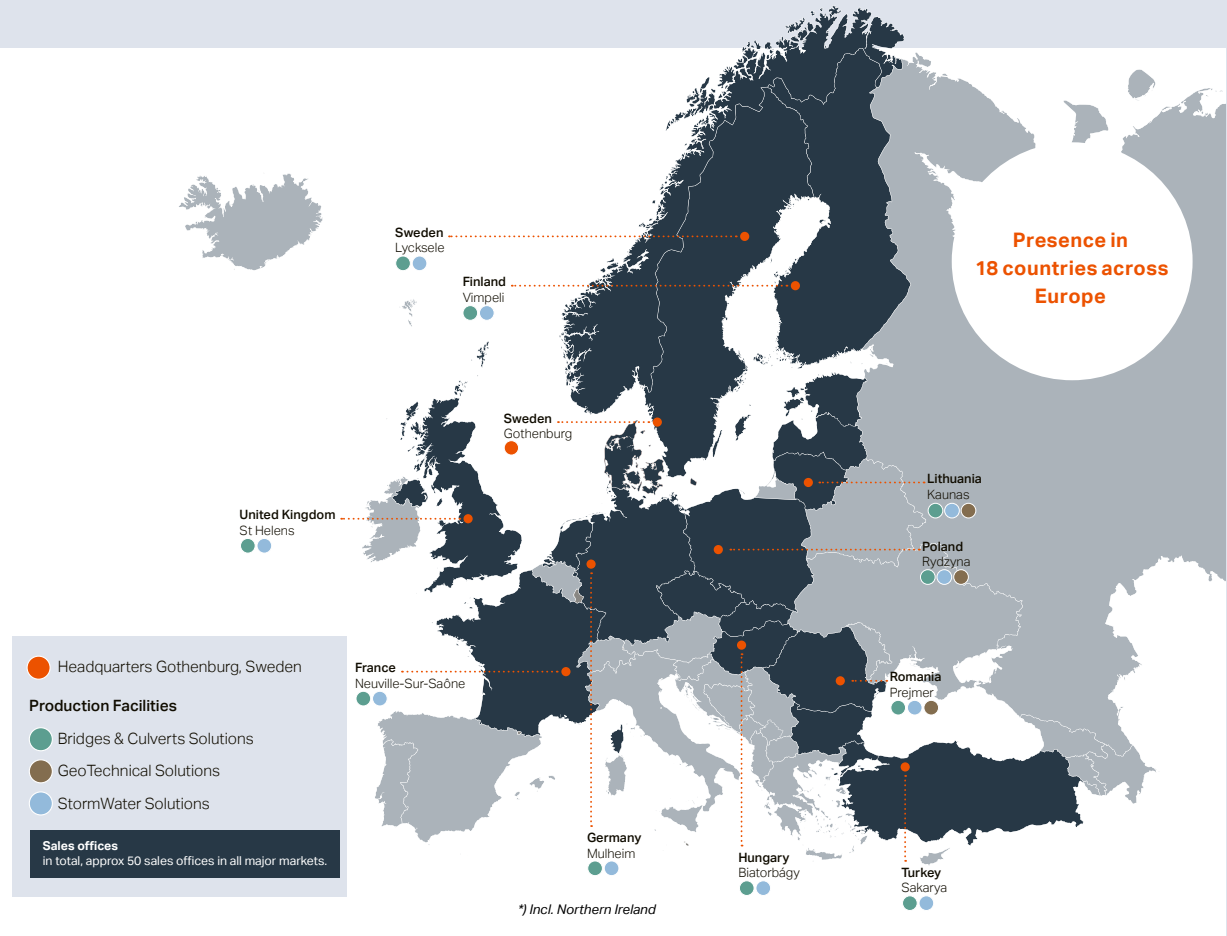 Presence in
18 countries across
Europe
Sweden
Lycksele
Finland
Vimpeli
Sweden
Gothenburg
Lithuania
Kaunas
United Kingdom
St Helens
Poland
Rydżyna
France
Neuville-Sur-Saône
Romania
Prejmer
Germany
Mulheim
Hungary
Biatorbágy
Turkey
Sakarya
Headquarters Gothenburg, Sweden
Production Facilities
Bridges & Culverts Solutions
GeoTechnical Solutions
StormWater Solutions
Sales offices
in total, approx 50 sales offices in all major markets.
*) Incl. Northern Ireland